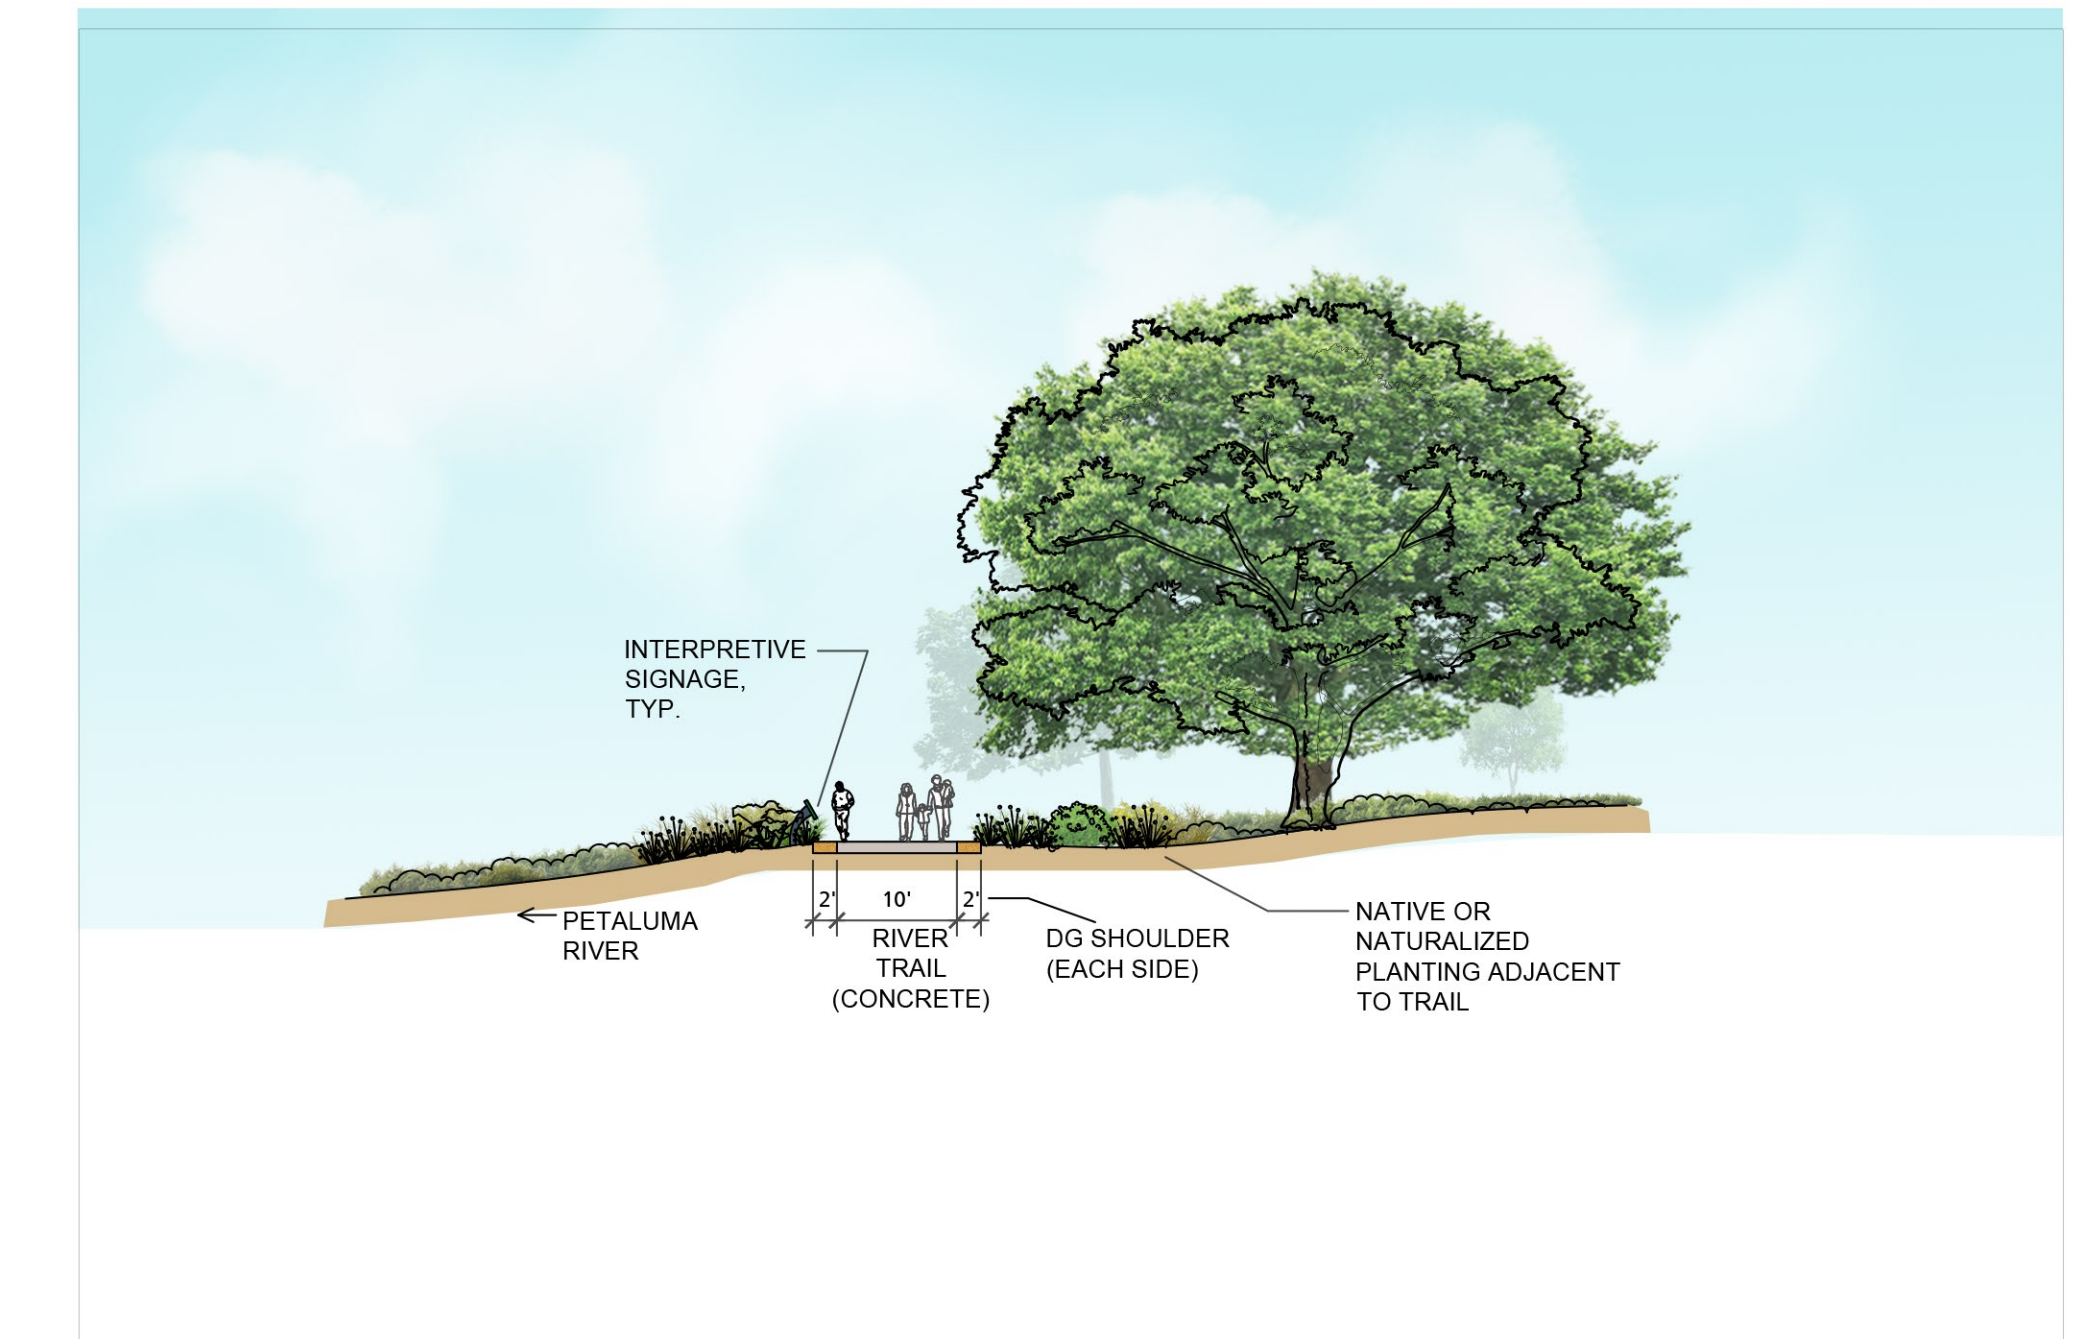 INTERPRETIVE
SIGNAGE,
TYP.
2'
10'
2'
PETALUMA
RIVER
RIVER
TRAIL
(CONCRETE)
DG SHOULDER
(EACH SIDE)
NATIVE OR
NATURALIZED
PLANTING ADJACENT
TO TRAIL